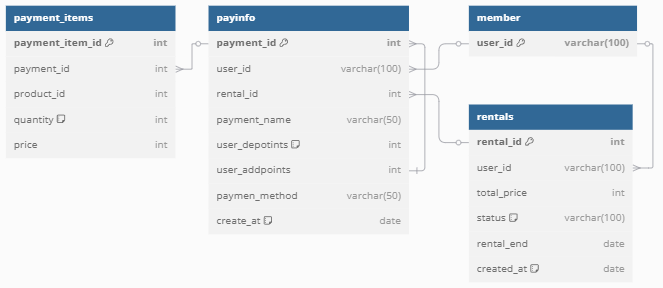 payment_items
payment_item_id int
payment_id int
product_id int
quantity int
price int
payinfo
payment_id int
user_id varchar(100)
rental_id int
payment_name varchar(50)
user_depotints int
user_addpoints int
paymen_method varchar(50)
create_at date
member
user_id varchar(100)
rentals
rental_id int
user_id varchar(100)
total_price int
status varchar(100)
rental_end date
created_at date